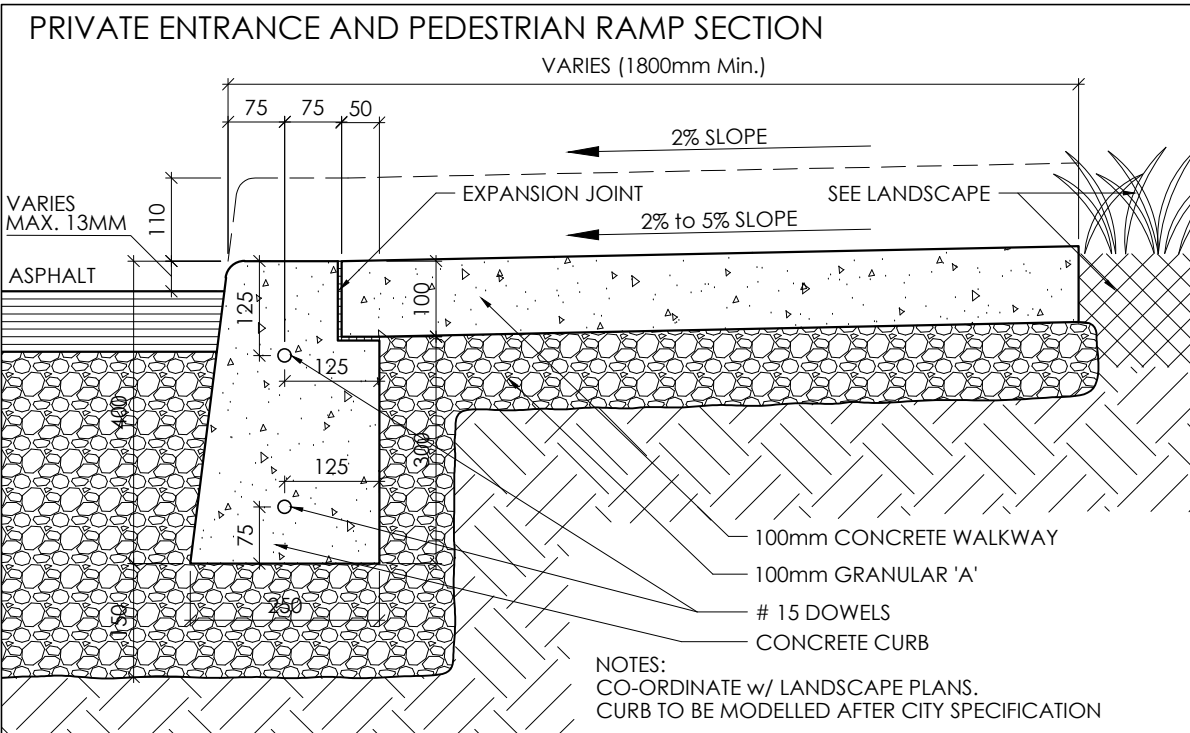 PRIVATE ENTRANCE AND PEDESTRIAN RAMP SECTION
VARIES (1800mm Min.)
75 75 50
2% SLOPE
EXPANSION JOINT
SEE LANDSCAPE
VARIES
MAX. 13MM
110
2% to 5% SLOPE
ASPHALT
125
100
125
400
300
125
75
100mm CONCRETE WALKWAY
100mm GRANULAR 'A'
250
# 15 DOWELS
150
CONCRETE CURB
NOTES:
CO-ORDINATE w/ LANDSCAPE PLANS.
CURB TO BE MODELLED AFTER CITY SPECIFICATION